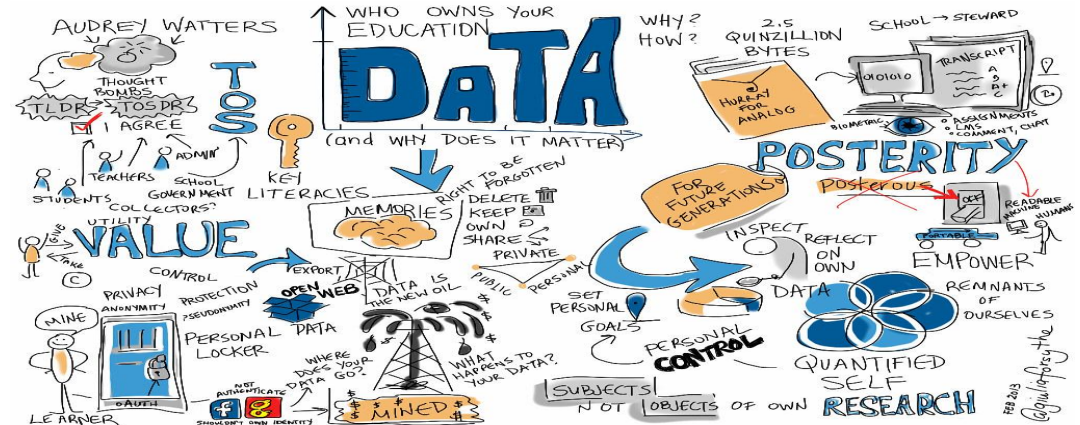 AUDREY WATTERS
THOUGHT
BOMBS
TLDR → TOSDR
I AGREE
TOS
STUDENTS
TEACHERS
ADMIN'
SCHOOL
GOVERNMENT
COLLECTORS?
KEY
LITERACIES
WHO OWNS YOUR
EDUCATION
DATA
(and WHY DOES IT MATTER)
WHY?
HOW?
2.5
QUINZILLION
BYTES
HURRAY
FOR
ANALOG
SCHOOL → STEWARD
010101O
TRANSCRIPT
A
B
A+
C
BIOMETRIC
ASSIGNMENTS
LMS
COMMENT, CHAT
POSTERITY
POSTEROUS
OFF
READABLE
MACHINE
HUMANS
PORTABLE
EMPOWER
FOR
FUTURE
GENERATIONS
UTILITY
VALUE
GIVE
TAKE
C
CONTROL
MEMORIES
RIGHT TO BE
FORGOTTEN
DELETE
KEEP
OWN
SHARE
PRIVATE
PUBLIC
PERSONAL
EXPORT
OPEN WEB
DATA
DATA IS
THE NEW OIL
PRIVACY
ANONYMITY
PROTECTION
PSEUDONIMITY
MINE
PERSONAL
LOCKER
OAUTH
LEARNER
NOT
AUTHENTICATE
f g
SHOULDN'T OWN IDENTITY
WHERE
DOES YOUR
DATA GO?
$ MINED $
WHAT
HAPPENS TO
YOUR DATA?
SET
PERSONAL
GOALS
INSPECT
REFLECT
ON
OWN
DATA
PERSONAL
CONTROL
REMNANTS
OF
OURSELVES
QUANTIFIED
SELF
SUBJECTS
NOT OBJECTS OF OWN RESEARCH
FEB 2013
@giuliaforsythe